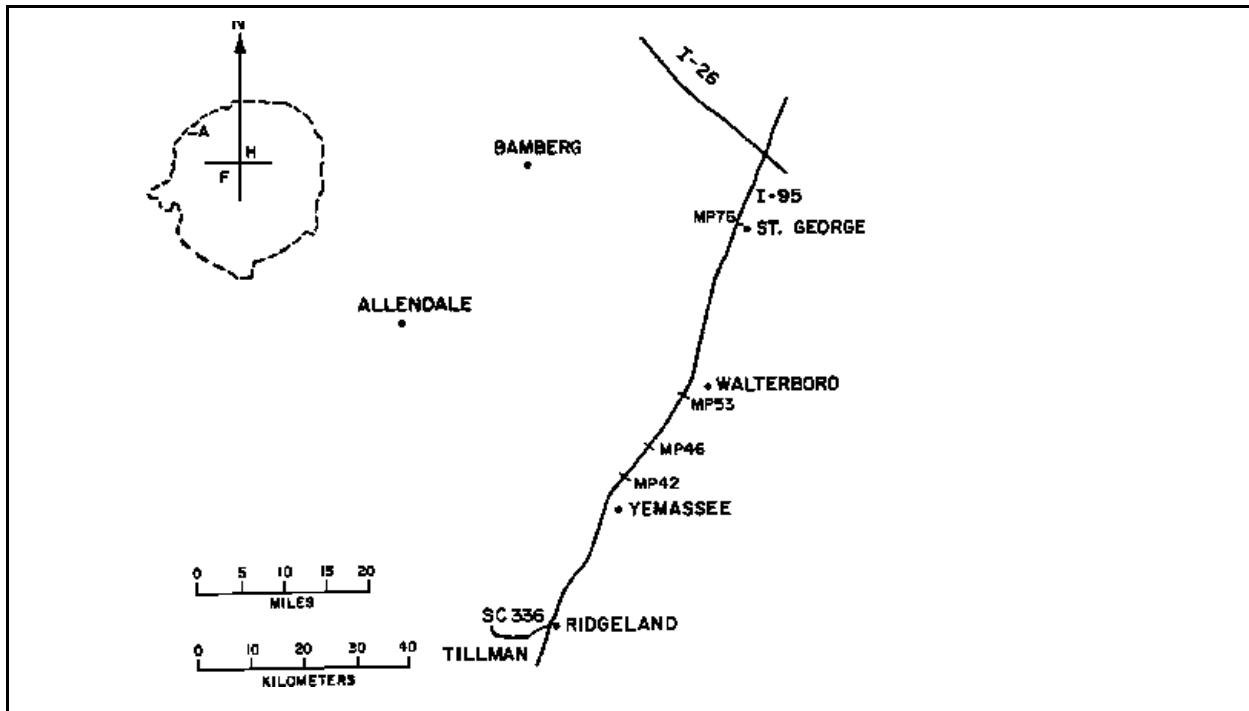 N
I-26
A
H
BAMBERG
F
I-95
MP76
ST. GEORGE
ALLENDALE
WALTERBORO
MP53
MP46
MP42
YEMASSEE
0 5 10 15 20
MILES
SC 336
RIDGELAND
TILLMAN
0 10 20 30 40
KILOMETERS